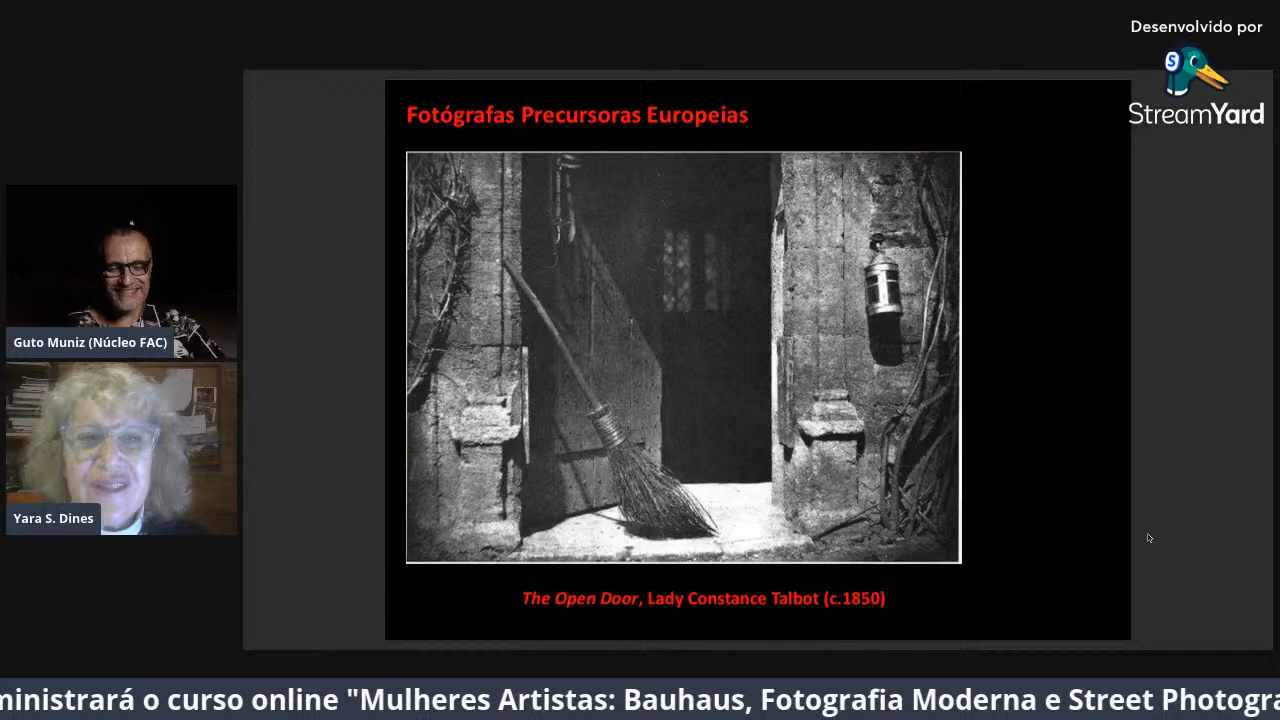 Desenvolvido por
S
StreamYard
Fotógrafas Precursoras Europeias
Guto Muniz (Núcleo FAC)
Yara S. Dines
The Open Door, Lady Constance Talbot (c.1850)
ministrará o curso online "Mulheres Artistas: Bauhaus, Fotografia Moderna e Street Photogra